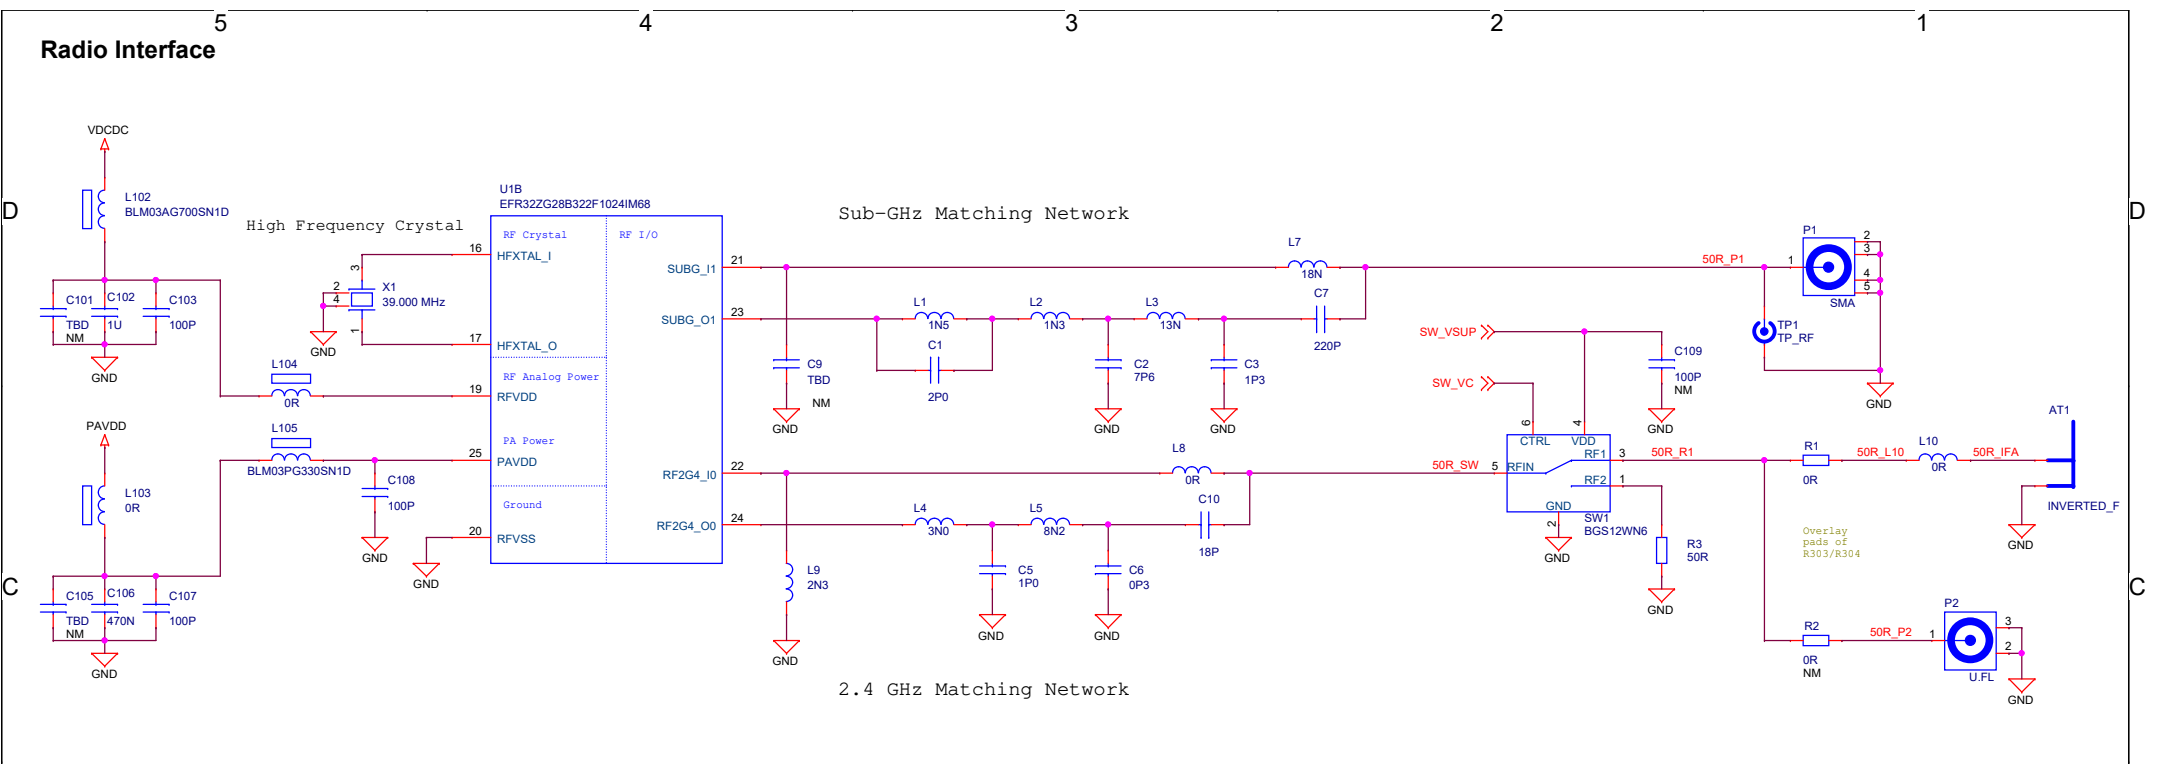 5 4 3 2 1
Radio Interface
D
D
C
C
VDCDC
L102
BLM03AG700SN1D
C101
TBD
NM
C102
1U
C103
100P
GND
High Frequency Crystal
3
2
4
1
X1
39.000 MHz
GND
L104
0R
PAVDD
L105
BLM03PG330SN1D
L103
0R
C108
100P
GND
GND
C105
TBD
NM
C106
470N
C107
100P
GND
U1B
EFR32ZG28B322F1024IM68
RF Crystal
RF I/O
16
HFXTAL_I
17
HFXTAL_O
RF Analog Power
19
RFVDD
PA Power
25
PAVDD
Ground
20
RFVSS
SUBG_I1
21
SUBG_O1
23
RF2G4_I0
22
RF2G4_O0
24
Sub-GHz Matching Network
L7
18N
C7
220P
L1
1N5
C1
2P0
L2
1N3
L3
13N
C9
TBD
NM
GND
C2
7P6
GND
C3
1P3
GND
L8
0R
C10
18P
L4
3N0
L5
8N2
L9
2N3
GND
C5
1P0
GND
C6
0P3
GND
2.4 GHz Matching Network
SW_VSUP
SW_VC
C109
100P
NM
GND
50R_SW
6
4
CTRL
VDD
5
RFIN
RF1
3
RF2
1
GND
2
SW1
BGS12WN6
GND
R3
50R
GND
50R_P1
P1
1
2
3
4
5
SMA
TP1
TP_RF
GND
50R_R1
R1
0R
50R_L10
L10
0R
50R_IFA
AT1
INVERTED_F
GND
Overlay
pads of
R303/R304
R2
0R
NM
50R_P2
P2
1
3
2
U.FL
GND